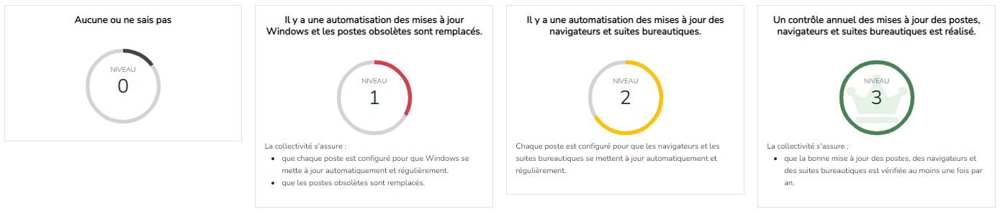 Aucune ou ne sais pas
NIVEAU
0
Il y a une automatisation des mises à jour
Windows et les postes obsolètes sont remplacés.
NIVEAU
1
La collectivité s'assure :
que chaque poste est configuré pour que Windows se
mette à jour automatiquement et régulièrement.
que les postes obsolètes sont remplacés.
Il y a une automatisation des mises à jour des
navigateurs et suites bureautiques.
NIVEAU
2
Chaque poste est configuré pour que les navigateurs et les
suites bureautiques se mettent à jour automatiquement et
régulièrement.
Un contrôle annuel des mises à jour des postes,
navigateurs et suites bureautiques est réalisé.
NIVEAU
3
La collectivité s'assure :
que la bonne mise à jour des postes, des navigateurs et
des suites bureautiques est vérifiée au moins une fois par
an.